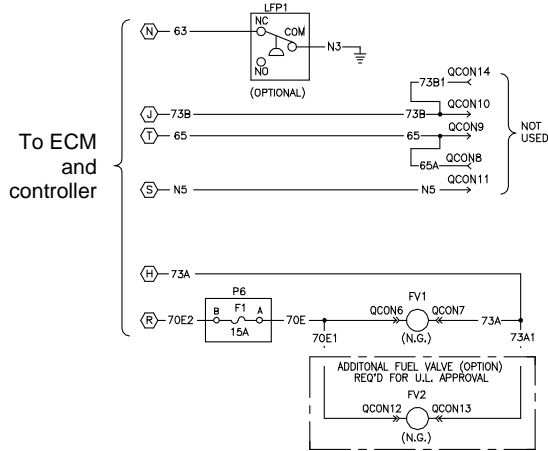 LFP1
N 63 NC COM N3
NO
(OPTIONAL)
QCON14
73B1
QCON10
J 73B 73B
QCON9
T 65 65
NOT
USED
QCON8
65A
QCON11
S N5 N5
To ECM
and
controller
H 73A
P6
R 70E2 B F1 A 70E
15A
FV1
QCON6 QCON7 73A
(N.G.)
70E1 73A1
ADDITONAL FUEL VALVE (OPTION)
REQ'D FOR U.L. APPROVAL
FV2
QCON12 QCON13
(N.G.)